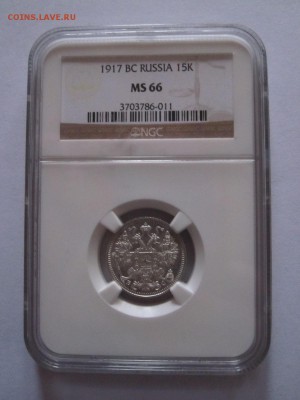 COINS.LAVE.RU
1917 BC RUSSIA 15K
MS 66
3703786-011
NGC